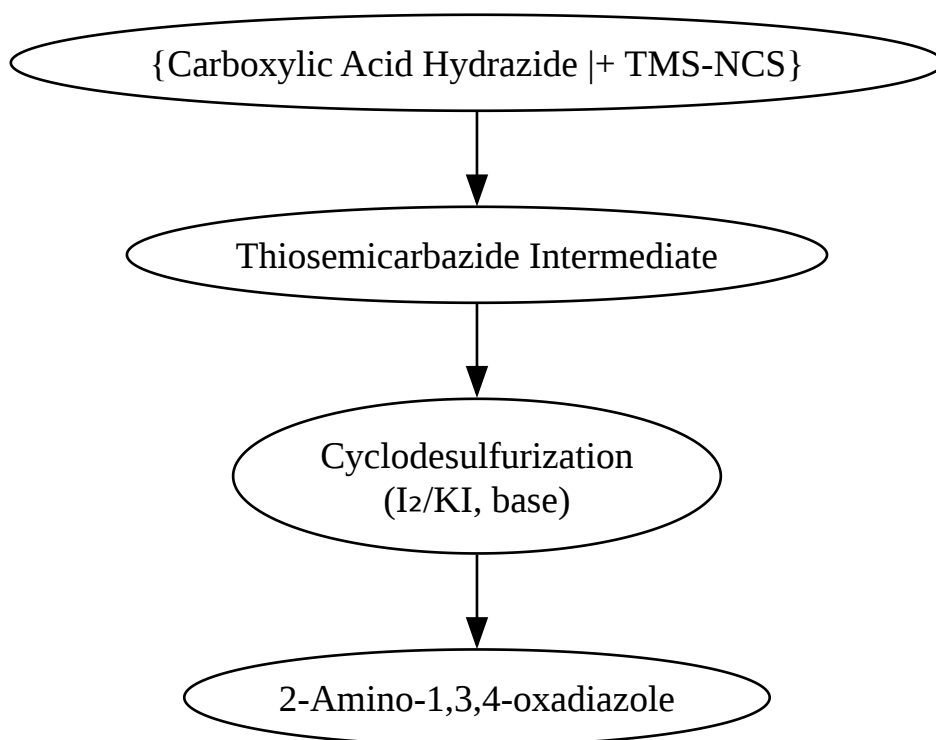 {Carboxylic Acid Hydrazide |+ TMS-NCS}
Thiosemicarbazide Intermediate
Cyclodesulfurization
(I₂/KI, base)
2-Amino-1,3,4-oxadiazole